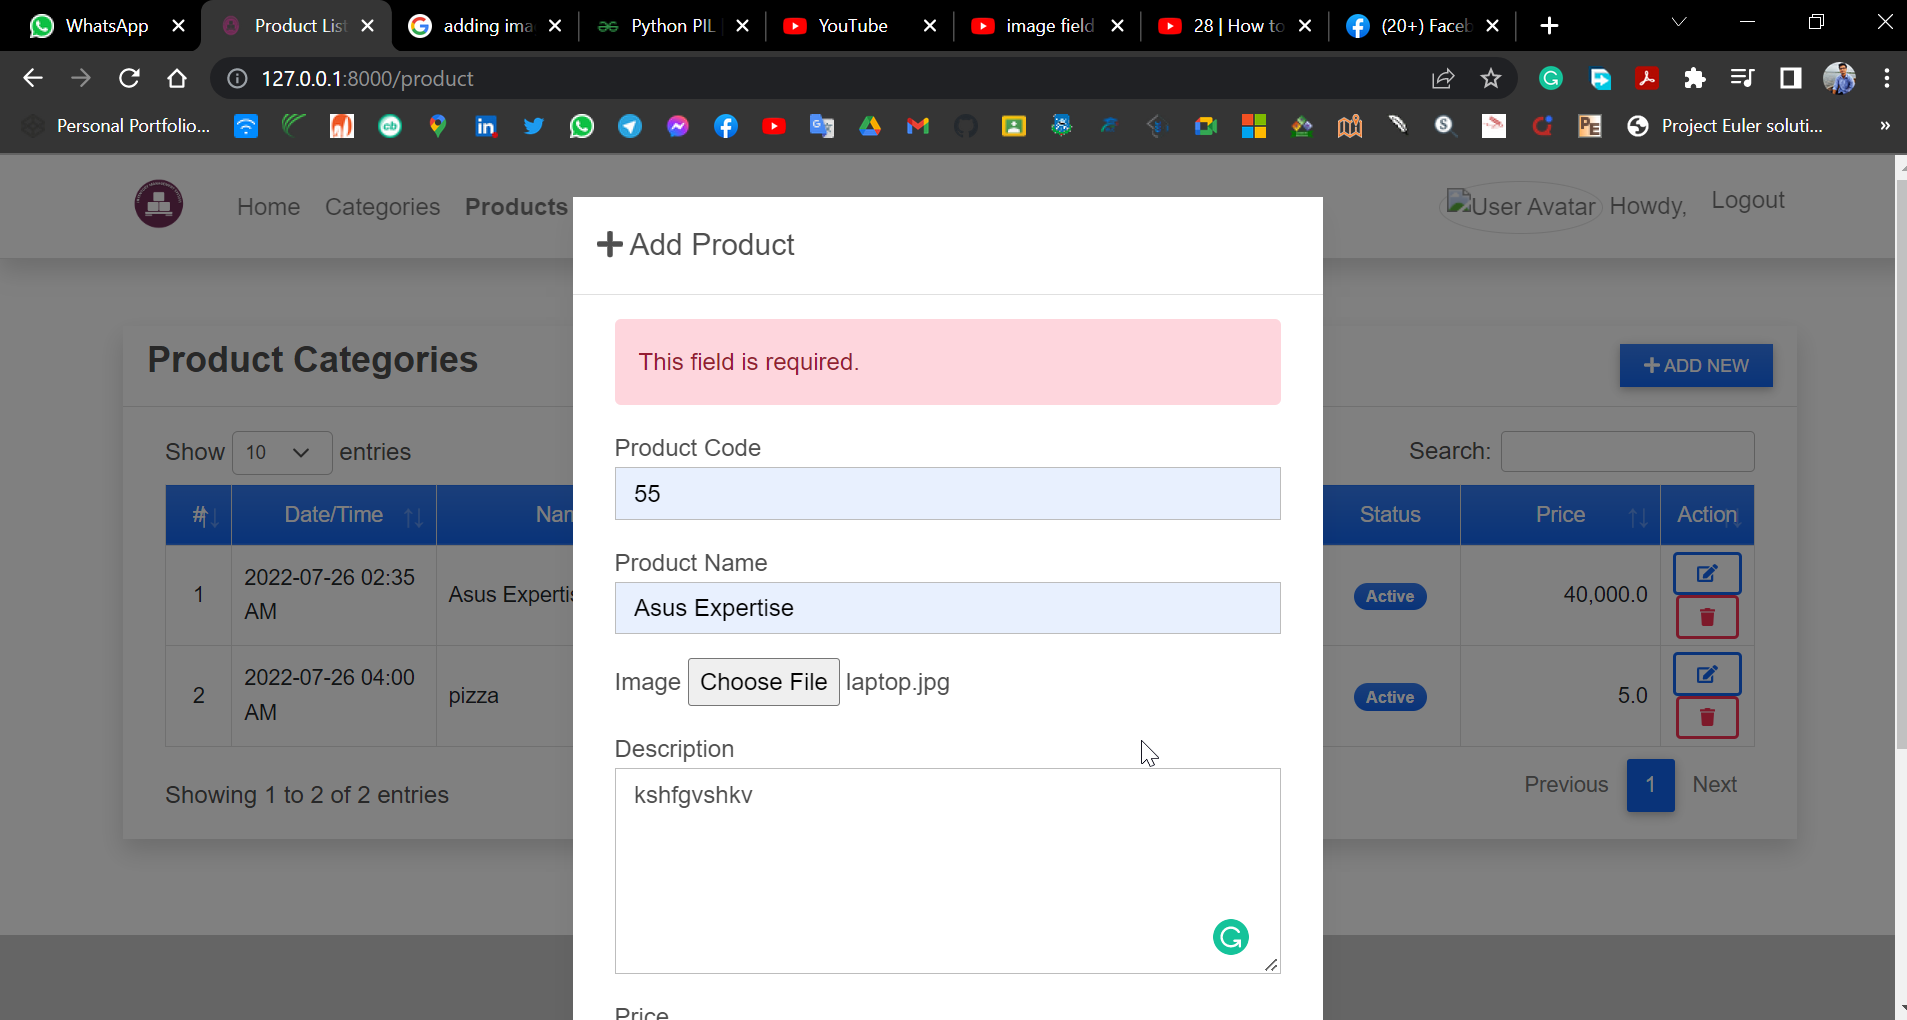 WhatsApp
Product List
adding ima
Python PIL
YouTube
image field
28 | How to
(20+) Faceb
127.0.0.1:8000/product
Personal Portfolio...
Project Euler soluti...
Home Categories Products
User Avatar Howdy, Logout
Add Product
This field is required.
Product Categories
ADD NEW
Show 10 entries
Search:
Product Code
55
# Date/Time Nam Status Price Action
Product Name
Asus Expertise
1 2022-07-26 02:35 AM Asus Expertis Active 40,000.0
Image Choose File laptop.jpg
2 2022-07-26 04:00 AM pizza Active 5.0
Description
kshfgvshkv
Showing 1 to 2 of 2 entries
Previous 1 Next
Price